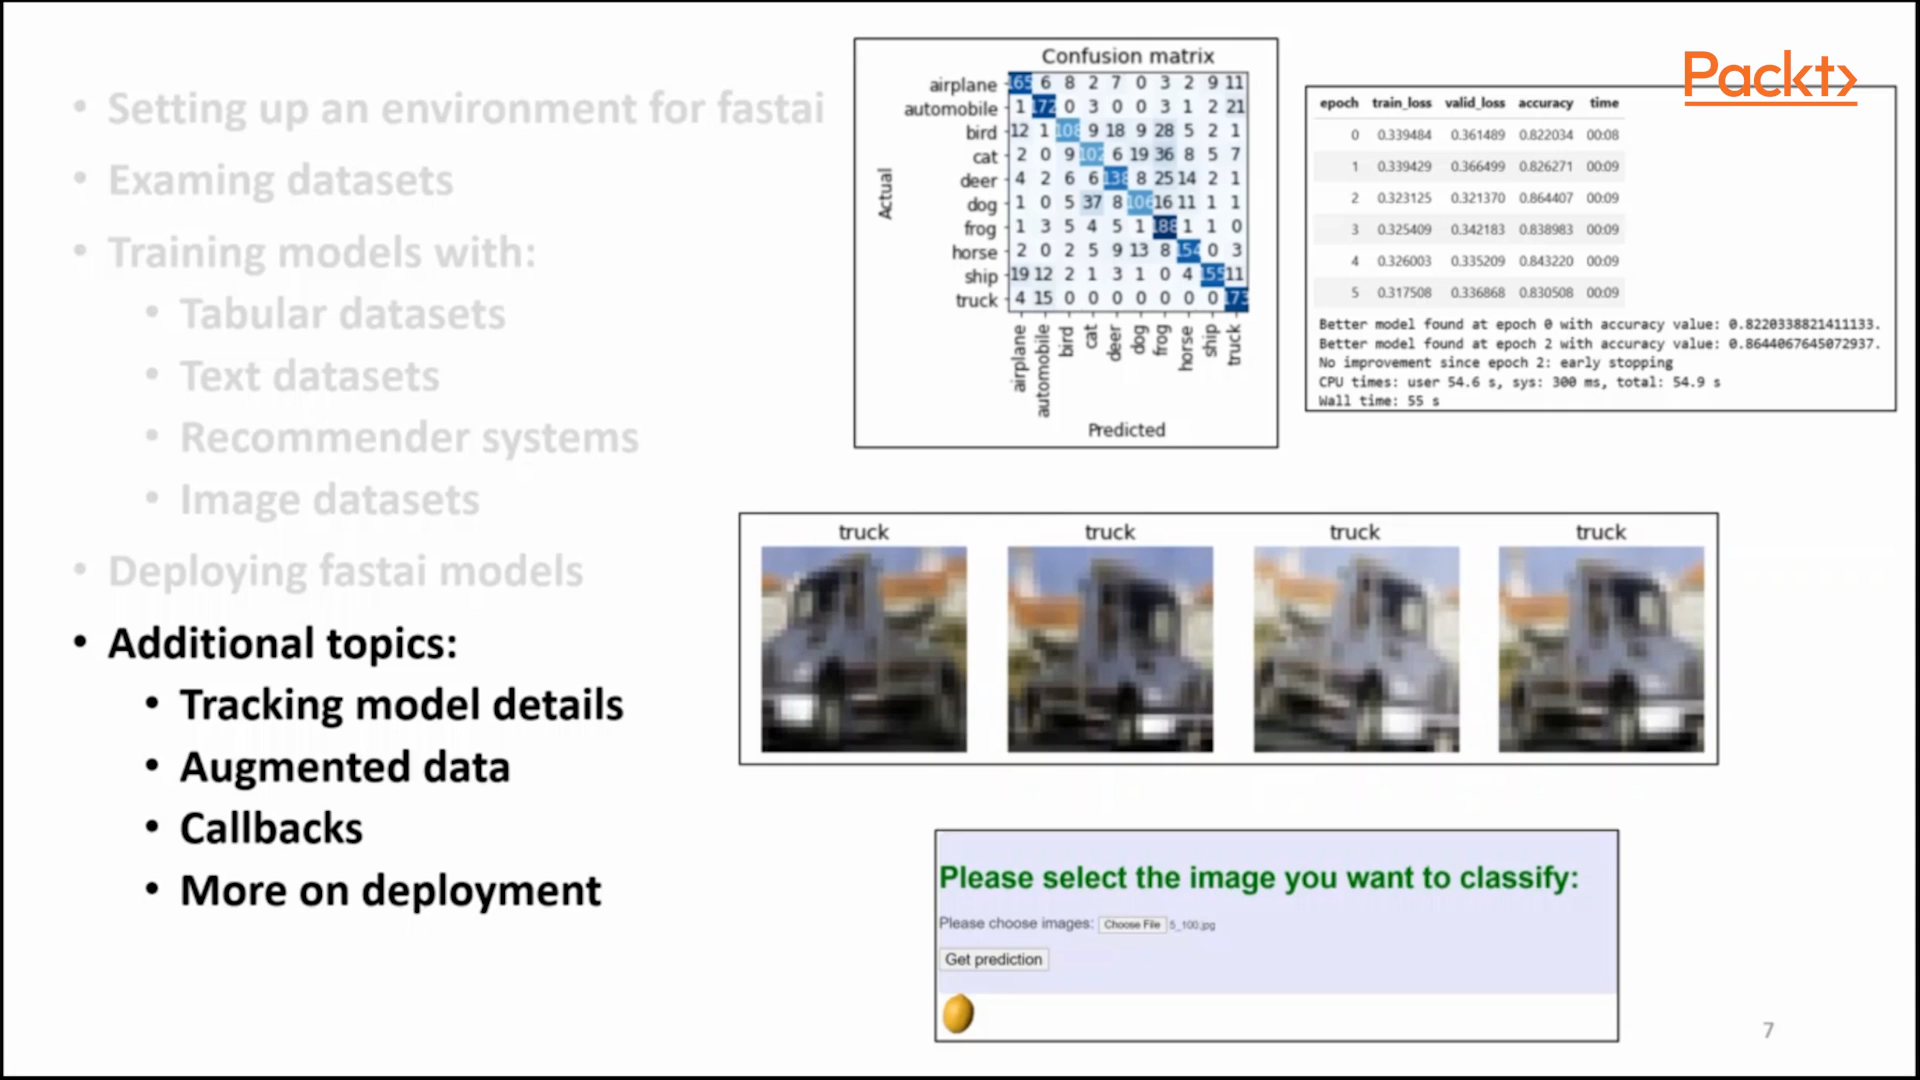 Packt
• Setting up an environment for fastai
• Examing datasets
• Training models with:
• Tabular datasets
• Text datasets
• Recommender systems
• Image datasets
• Deploying fastai models
• Additional topics:
• Tracking model details
• Augmented data
• Callbacks
• More on deployment
Confusion matrix
Actual
airplane 165 6 8 2 7 0 3 2 9 11
automobile 1 172 0 3 0 0 3 1 2 21
bird 12 1 108 9 18 9 28 5 2 1
cat 2 0 9 102 6 19 36 8 5 7
deer 4 2 6 6 138 8 25 14 2 1
dog 1 0 5 37 8 106 16 11 1 1
frog 1 3 5 4 5 1 188 1 1 0
horse 2 0 2 5 9 13 8 154 0 3
ship 19 12 2 1 3 1 0 4 155 11
truck 4 15 0 0 0 0 0 0 0 173
airplane automobile bird cat deer dog frog horse ship truck
Predicted
epoch train_loss valid_loss accuracy time
0 0.339484 0.361489 0.822034 00:08
1 0.339429 0.366499 0.826271 00:09
2 0.323125 0.321370 0.864407 00:09
3 0.325409 0.342183 0.838983 00:09
4 0.326003 0.335209 0.843220 00:09
5 0.317508 0.336868 0.830508 00:09
Better model found at epoch 0 with accuracy value: 0.8220338821411133.
Better model found at epoch 2 with accuracy value: 0.8644067645072937.
No improvement since epoch 2: early stopping
CPU times: user 54.6 s, sys: 300 ms, total: 54.9 s
Wall time: 55 s
truck truck truck truck
Please select the image you want to classify:
Please choose images: Choose File 5_100.jpg
Get prediction
7